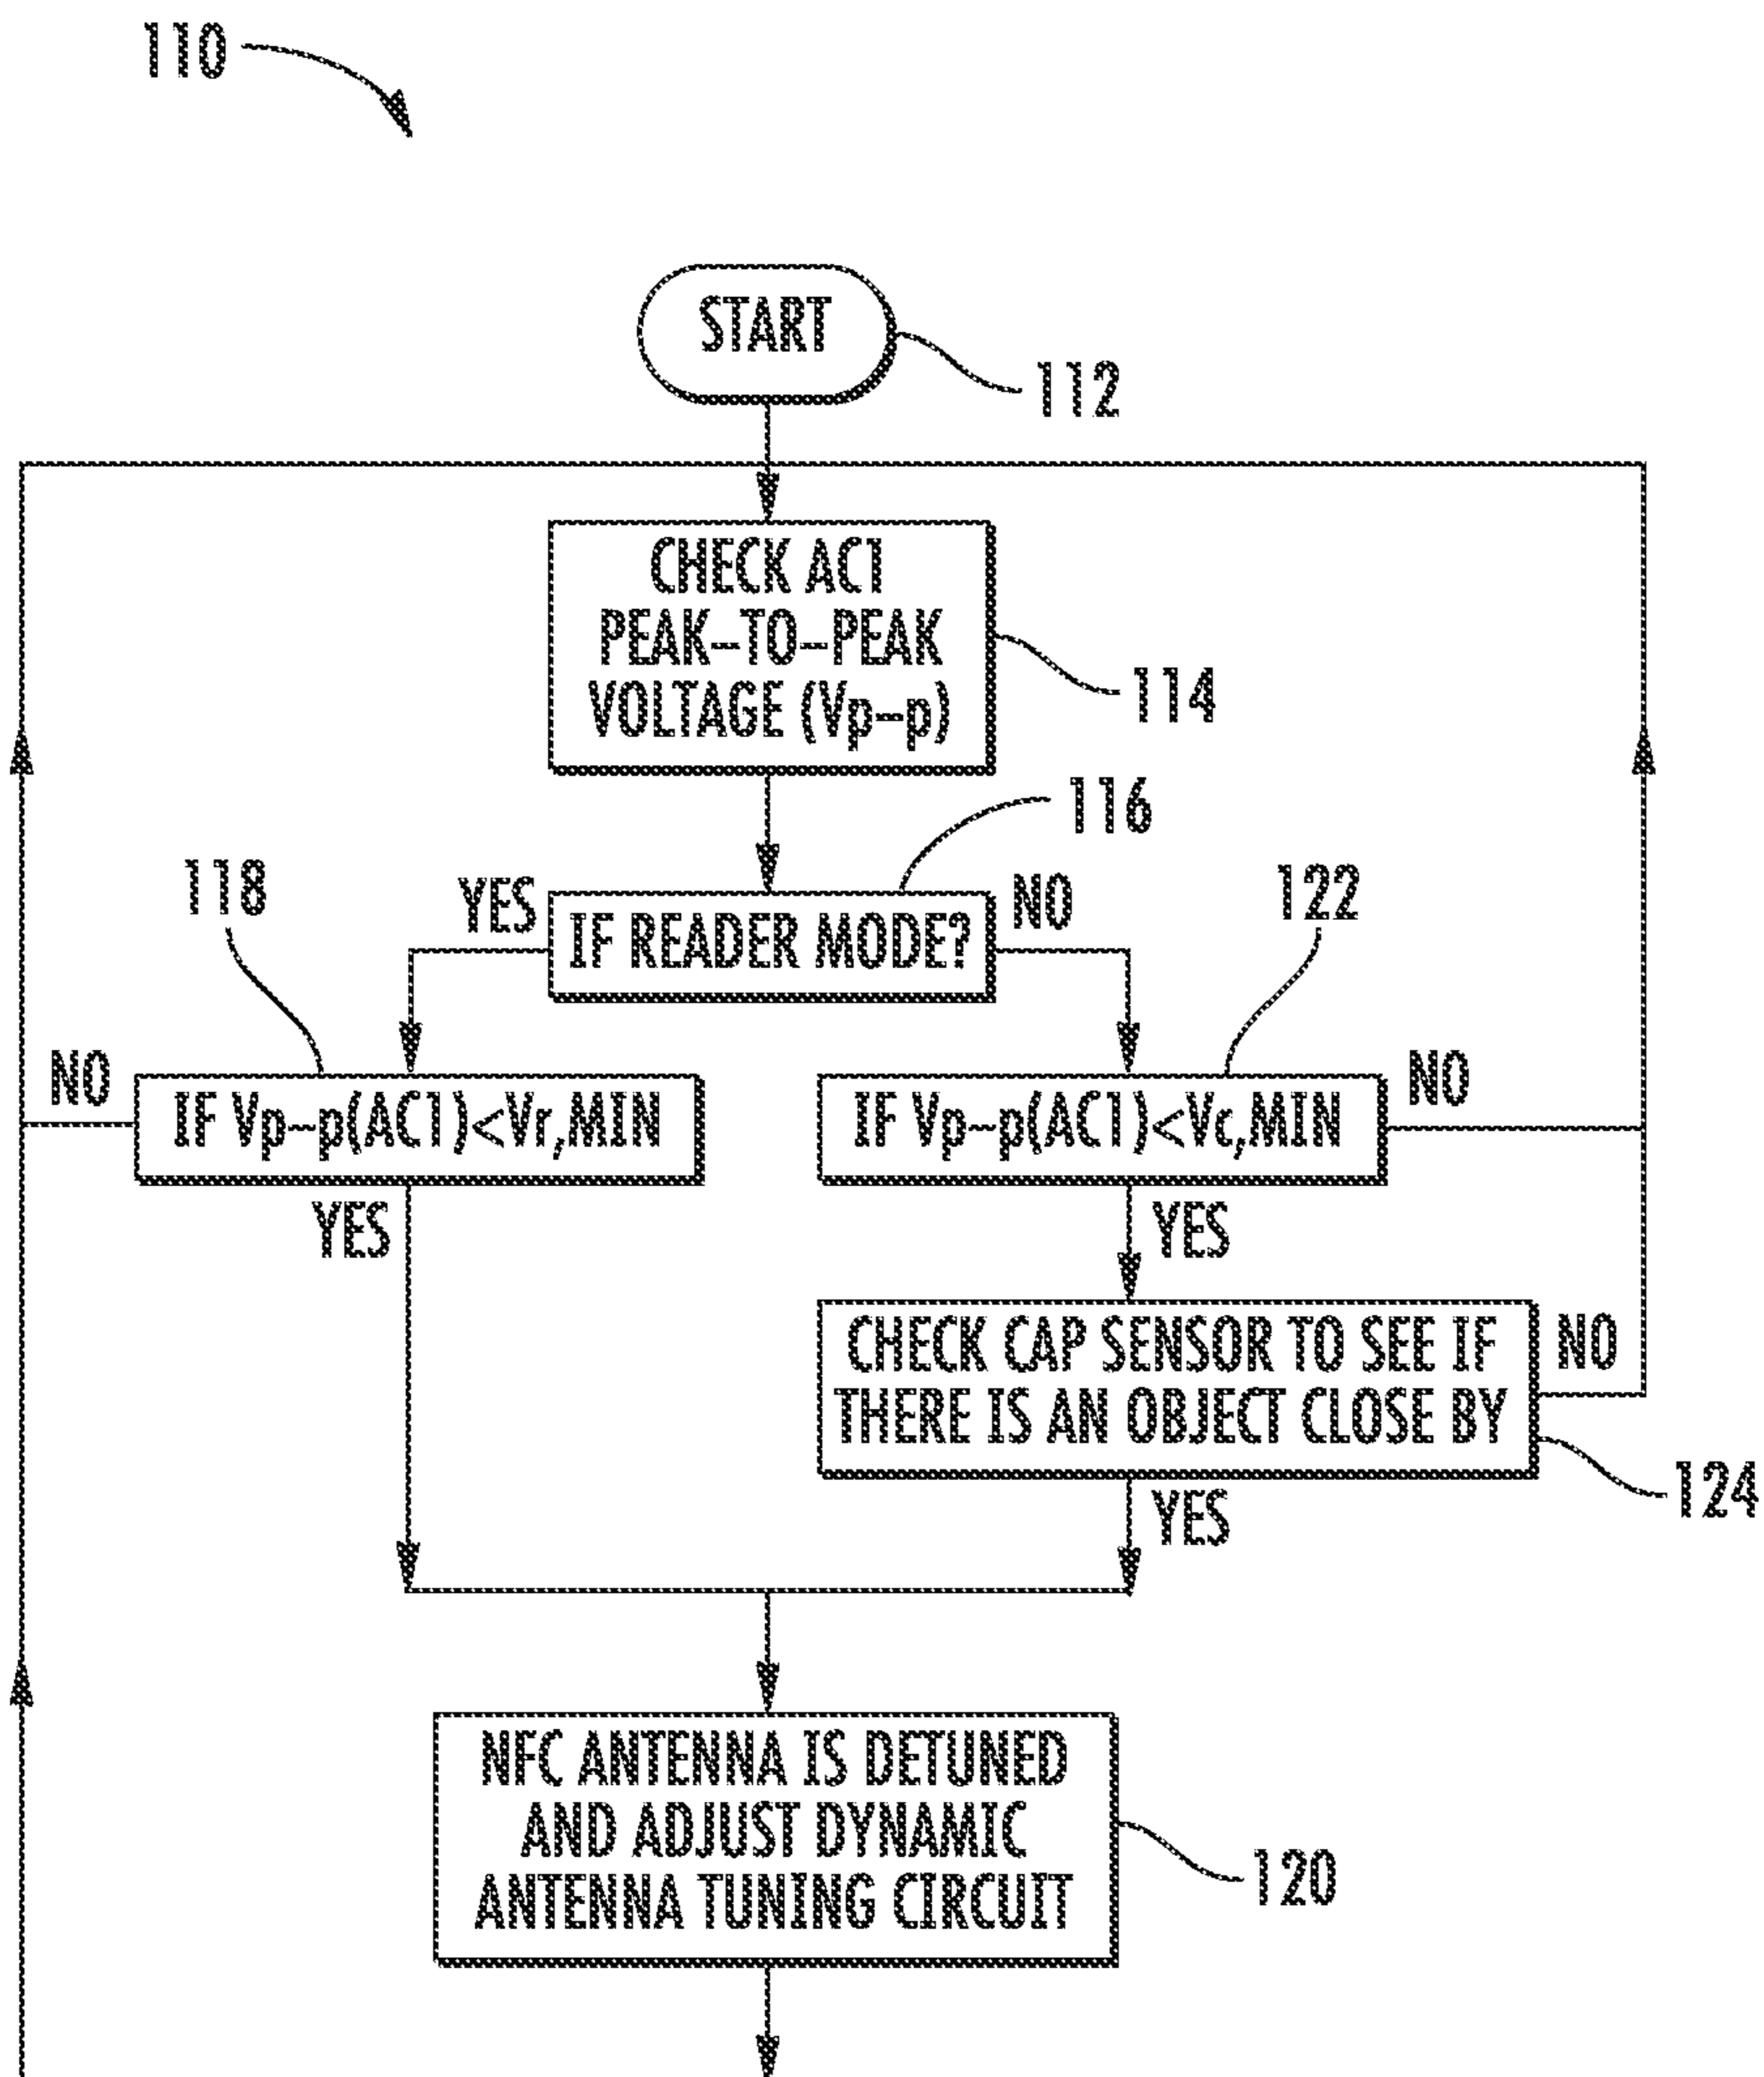 110
START
112
CHECK AC1
PEAK-TO-PEAK
VOLTAGE (Vp-p)
114
116
118
YES
IF READER MODE?
NO
122
NO
IF Vp-p(AC1)<Vr,MIN
IF Vp-p(AC1)<Vc,MIN
NO
YES
YES
CHECK CAP SENSOR TO SEE IF
THERE IS AN OBJECT CLOSE BY
NO
124
YES
NFC ANTENNA IS DETUNED
AND ADJUST DYNAMIC
ANTENNA TUNING CIRCUIT
120